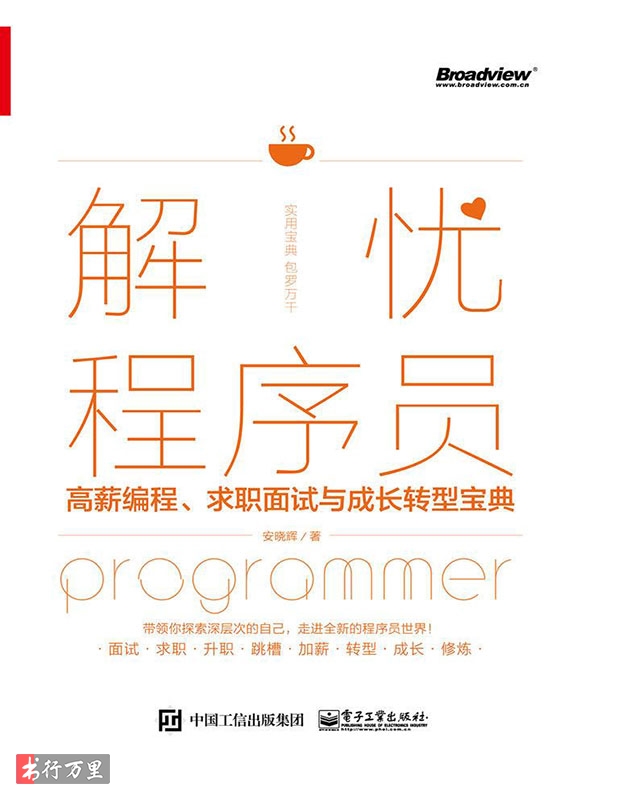 Broadview®
www.broadview.com.cn
解忧
实用宝典 包罗万千
程序员
高薪编程、求职面试与成长转型宝典
安晓辉/著
programmer
带领你探索深层次的自己，走进全新的程序员世界！
·面试·求职·升职·跳槽·加薪·转型·成长·修炼·
中国工信出版集团
電子工業出版社·
PUBLISHING HOUSE OF ELECTRONICS INDUSTRY
http://www.phei.com.cn
书行万里